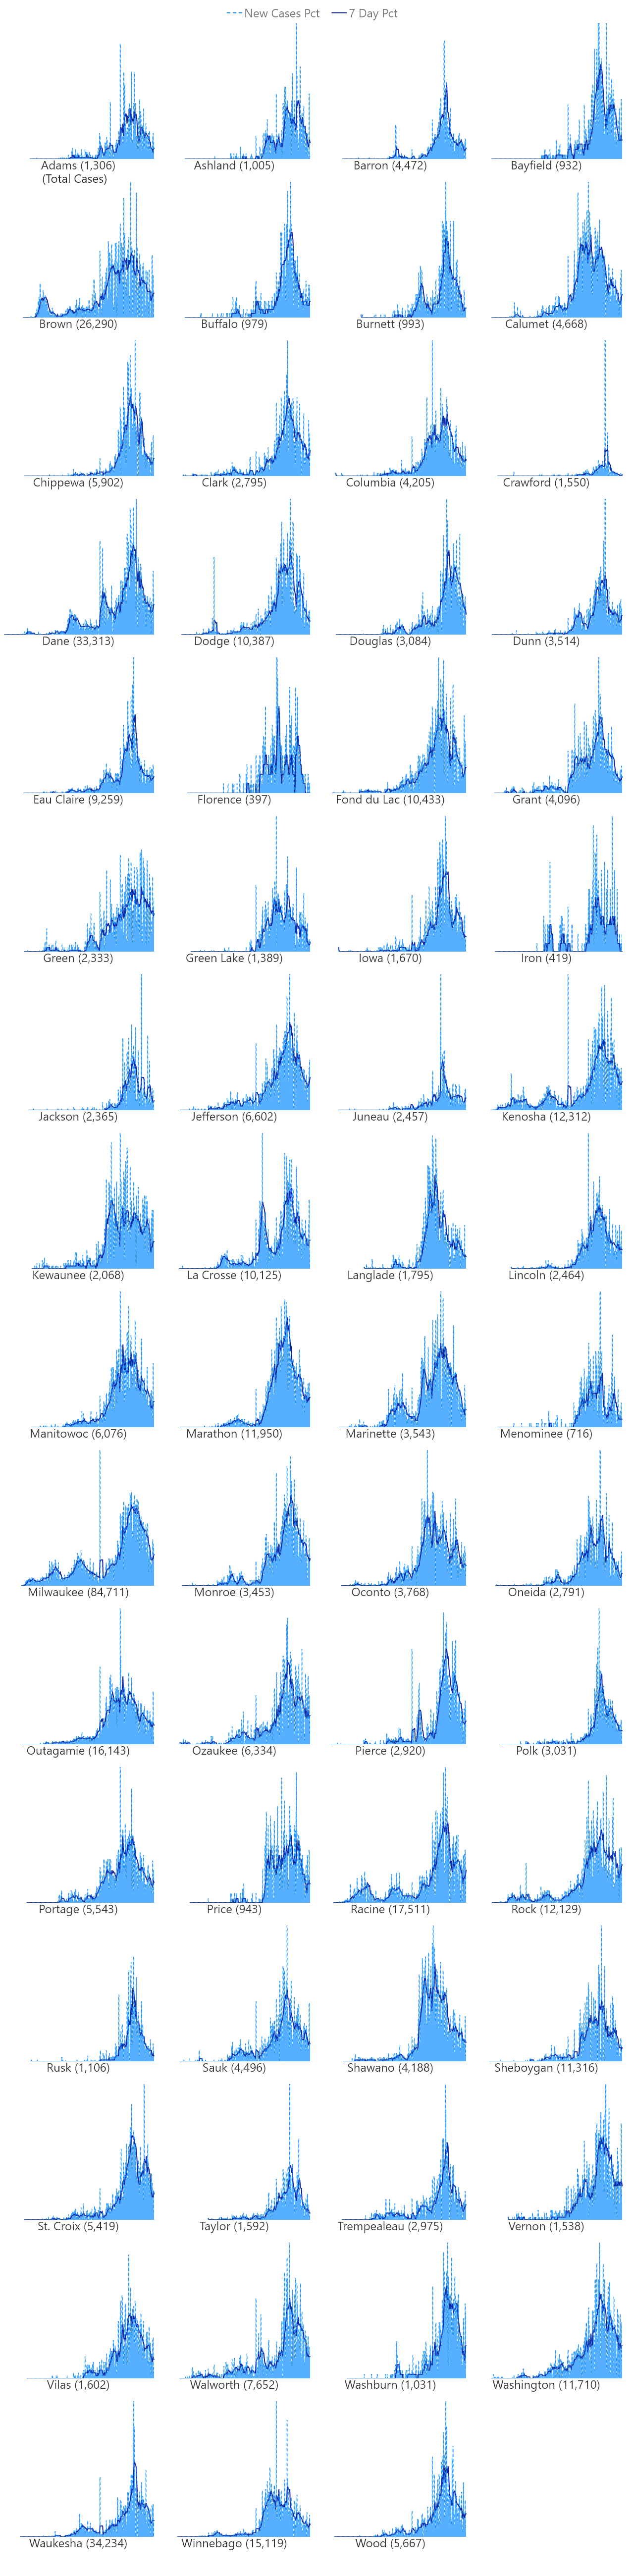 New Cases Pct 7 Day Pct
Adams (1,306) Ashland (1,005) Barron (4,472) Bayfield (932)
(Total Cases)
Brown (26,290) Buffalo (979) Burnett (993) Calumet (4,668)
Chippewa (5,902) Clark (2,795) Columbia (4,205) Crawford (1,550)
Dane (33,313) Dodge (10,387) Douglas (3,084) Dunn (3,514)
Eau Claire (9,259) Florence (397) Fond du Lac (10,433) Grant (4,096)
Green (2,333) Green Lake (1,389) Iowa (1,670) Iron (419)
Jackson (2,365) Jefferson (6,602) Juneau (2,457) Kenosha (12,312)
Kewaunee (2,068) La Crosse (10,125) Langlade (1,795) Lincoln (2,464)
Manitowoc (6,076) Marathon (11,950) Marinette (3,543) Menominee (716)
Milwaukee (84,711) Monroe (3,453) Oconto (3,768) Oneida (2,791)
Outagamie (16,143) Ozaukee (6,334) Pierce (2,920) Polk (3,031)
Portage (5,543) Price (943) Racine (17,511) Rock (12,129)
Rusk (1,106) Sauk (4,496) Shawano (4,188) Sheboygan (11,316)
St. Croix (5,419) Taylor (1,592) Trempealeau (2,975) Vernon (1,538)
Vilas (1,602) Walworth (7,652) Washburn (1,031) Washington (11,710)
Waukesha (34,234) Winnebago (15,119) Wood (5,667)